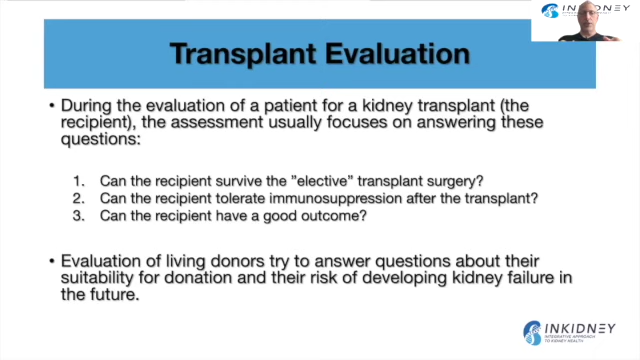 INKIDNEY
Transplant Evaluation
• During the evaluation of a patient for a kidney transplant (the
recipient), the assessment usually focuses on answering these
questions:
1. Can the recipient survive the ”elective” transplant surgery?
2. Can the recipient tolerate immunosuppression after the transplant?
3. Can the recipient have a good outcome?
• Evaluation of living donors try to answer questions about their
suitability for donation and their risk of developing kidney failure in
the future.
INKIDNEY
INTEGRATIVE APPROACH
TO KIDNEY HEALTH